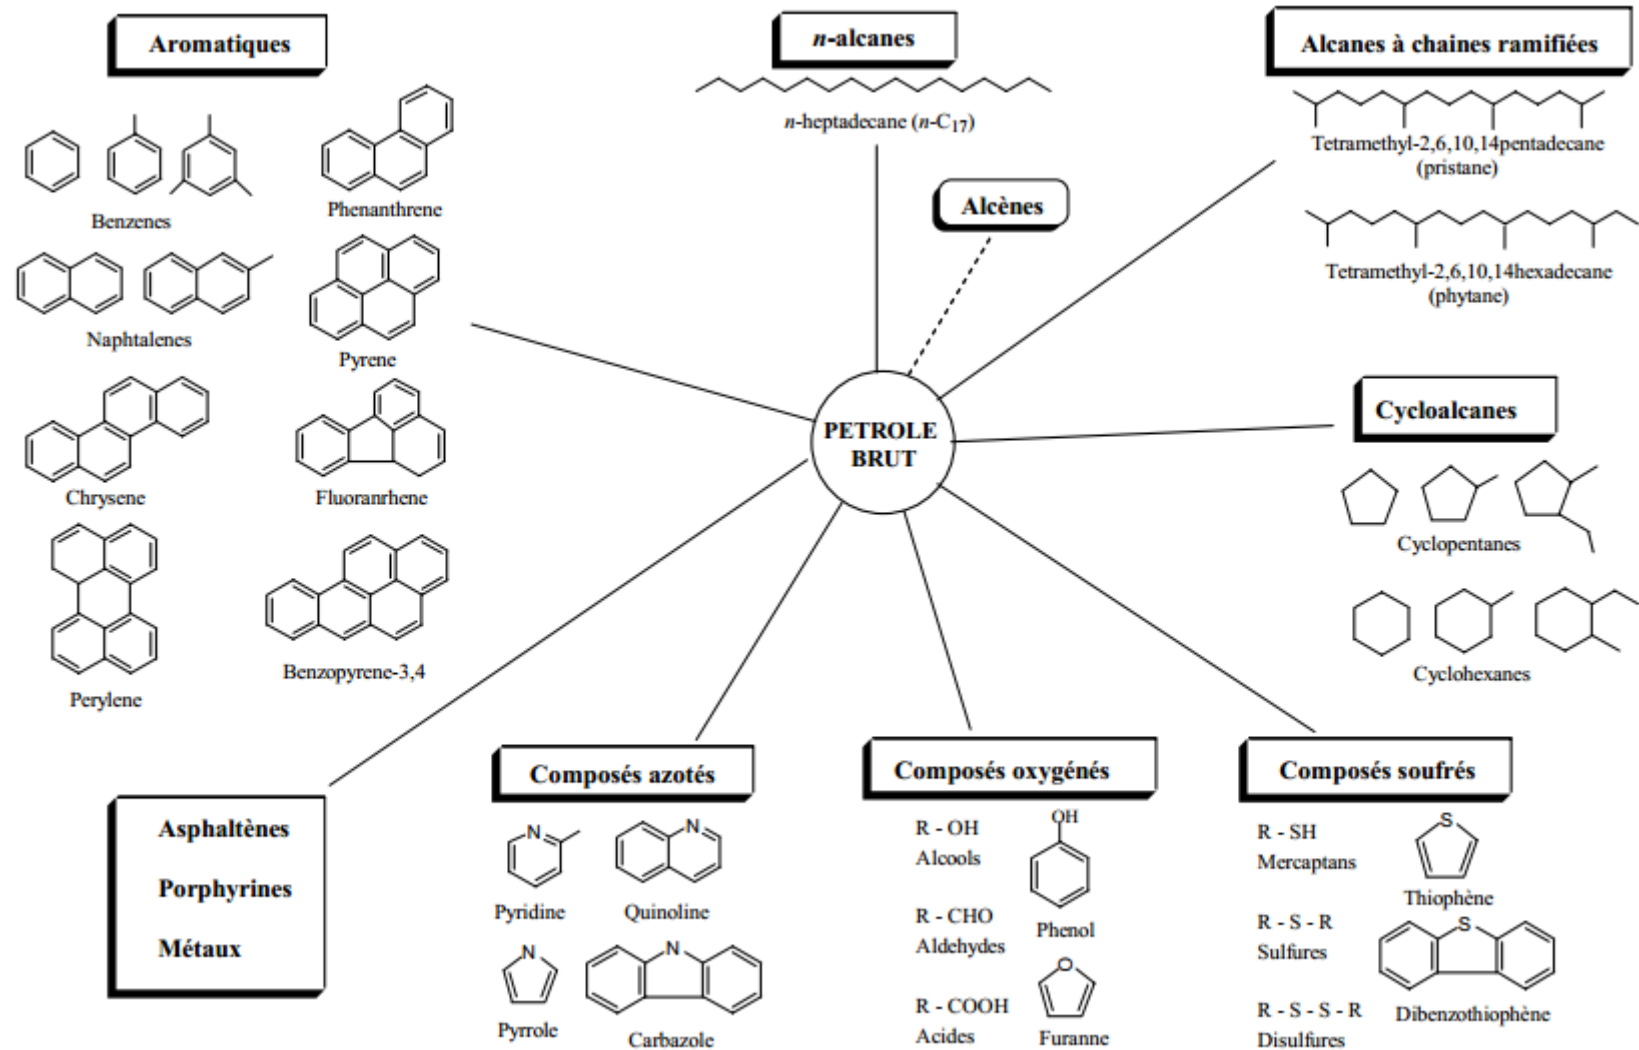 Aromatiques
Benzenes
Phenanthrene
Naphtalenes
Pyrene
Chrysene
Fluoranrhene
Perylene
Benzopyrene-3,4
n-alcanes
n-heptadecane (n-C17)
Alcènes
Alcanes à chaines ramifiées
Tetramethyl-2,6,10,14pentadecane
(pristane)
Tetramethyl-2,6,10,14hexadecane
(phytane)
PETROLE
BRUT
Cycloalcanes
Cyclopentanes
Cyclohexanes
Asphaltènes
Porphyrines
Métaux
Composés azotés
N
Pyridine
N
Quinoline
N
Pyrrole
N
Carbazole
Composés oxygénés
R - OH
Alcools
R - CHO
Aldehydes
R - COOH
Acides
OH
Phenol
O
Furanne
Composés soufrés
R - SH
Mercaptans
R - S - R
Sulfures
R - S - S - R
Disulfures
S
Thiophène
S
Dibenzothiophène